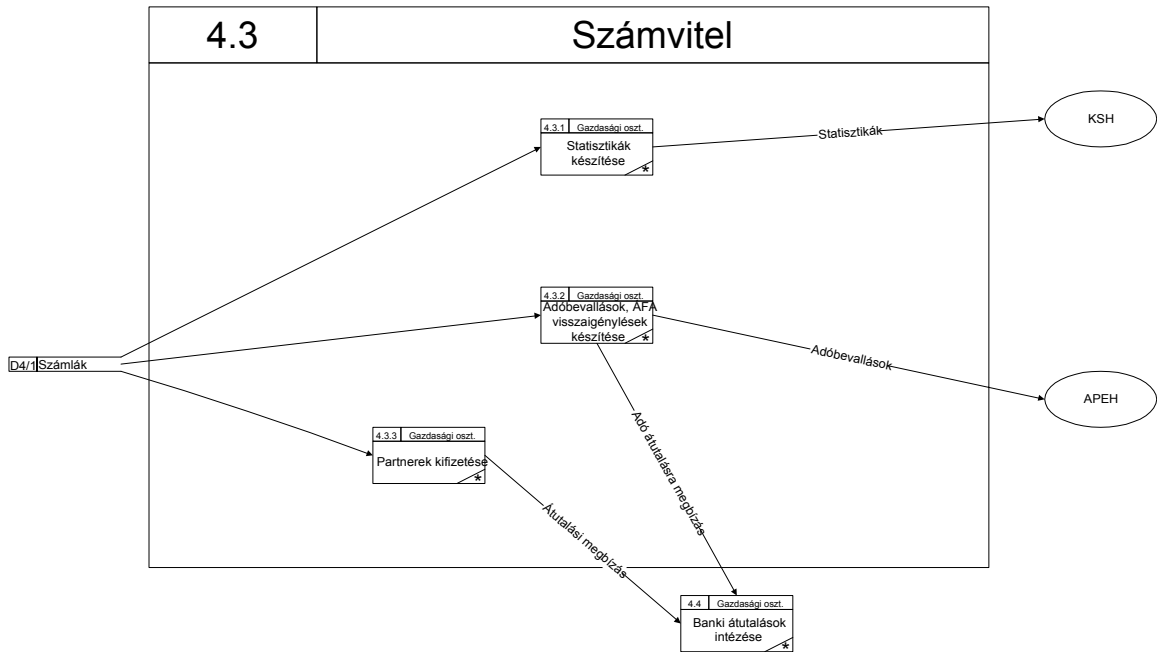 4.3 Számvitel
4.3.1 Gazdasági oszt.
Statisztikák
készítése
*
Statisztikák
KSH
4.3.2 Gazdasági oszt.
Adóbevallások, ÁFA
visszaigénylések
készítése
*
D4/1 Számlák
Adóbevallások
APEH
4.3.3 Gazdasági oszt.
Partnerek kifizetése
*
Adó átutalásra megbízás
Átutalási megbízás
4.4 Gazdasági oszt.
Banki átutalások
intézése
*